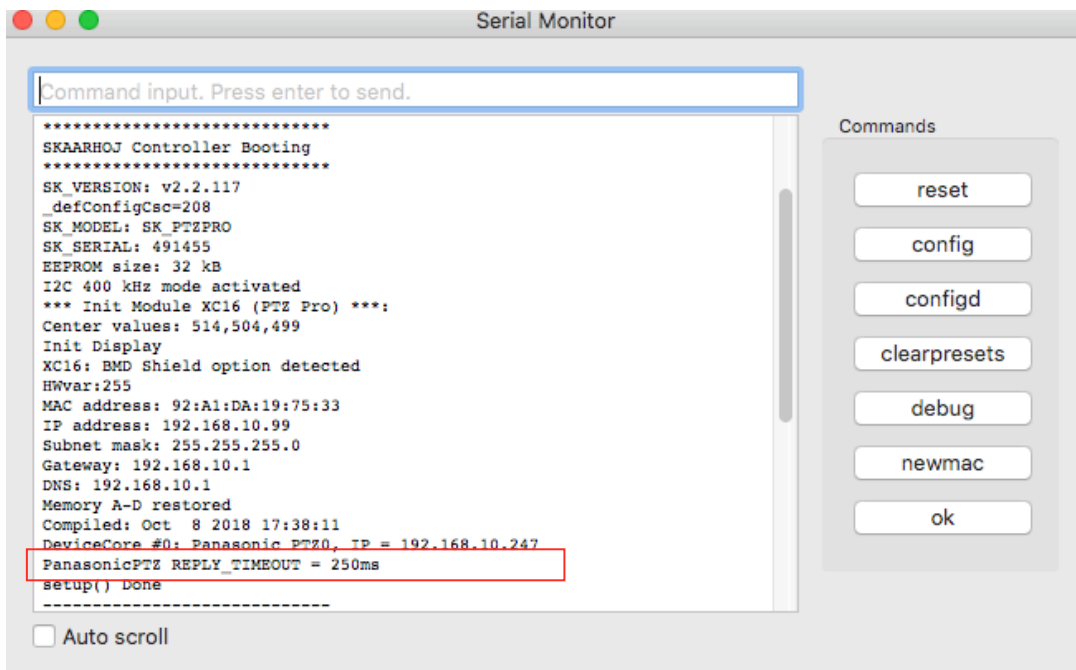 Serial Monitor
Command input. Press enter to send.
*****************************
SKAARHOJ Controller Booting
*****************************
SK_VERSION: v2.2.117
_defConfigCsc=208
SK_MODEL: SK_PTZPRO
SK_SERIAL: 491455
EEPROM size: 32 kB
I2C 400 kHz mode activated
*** Init Module XC16 (PTZ Pro) ***:
Center values: 514,504,499
Init Display
XC16: BMD Shield option detected
HWvar:255
MAC address: 92:A1:DA:19:75:33
IP address: 192.168.10.99
Subnet mask: 255.255.255.0
Gateway: 192.168.10.1
DNS: 192.168.10.1
Memory A-D restored
Compiled: Oct  8 2018 17:38:11
DeviceCore #0: Panasonic PTZ0, IP = 192.168.10.247
PanasonicPTZ REPLY_TIMEOUT = 250ms
setup() Done
-----------------------------
Auto scroll
Commands
reset
config
configd
clearpresets
debug
newmac
ok